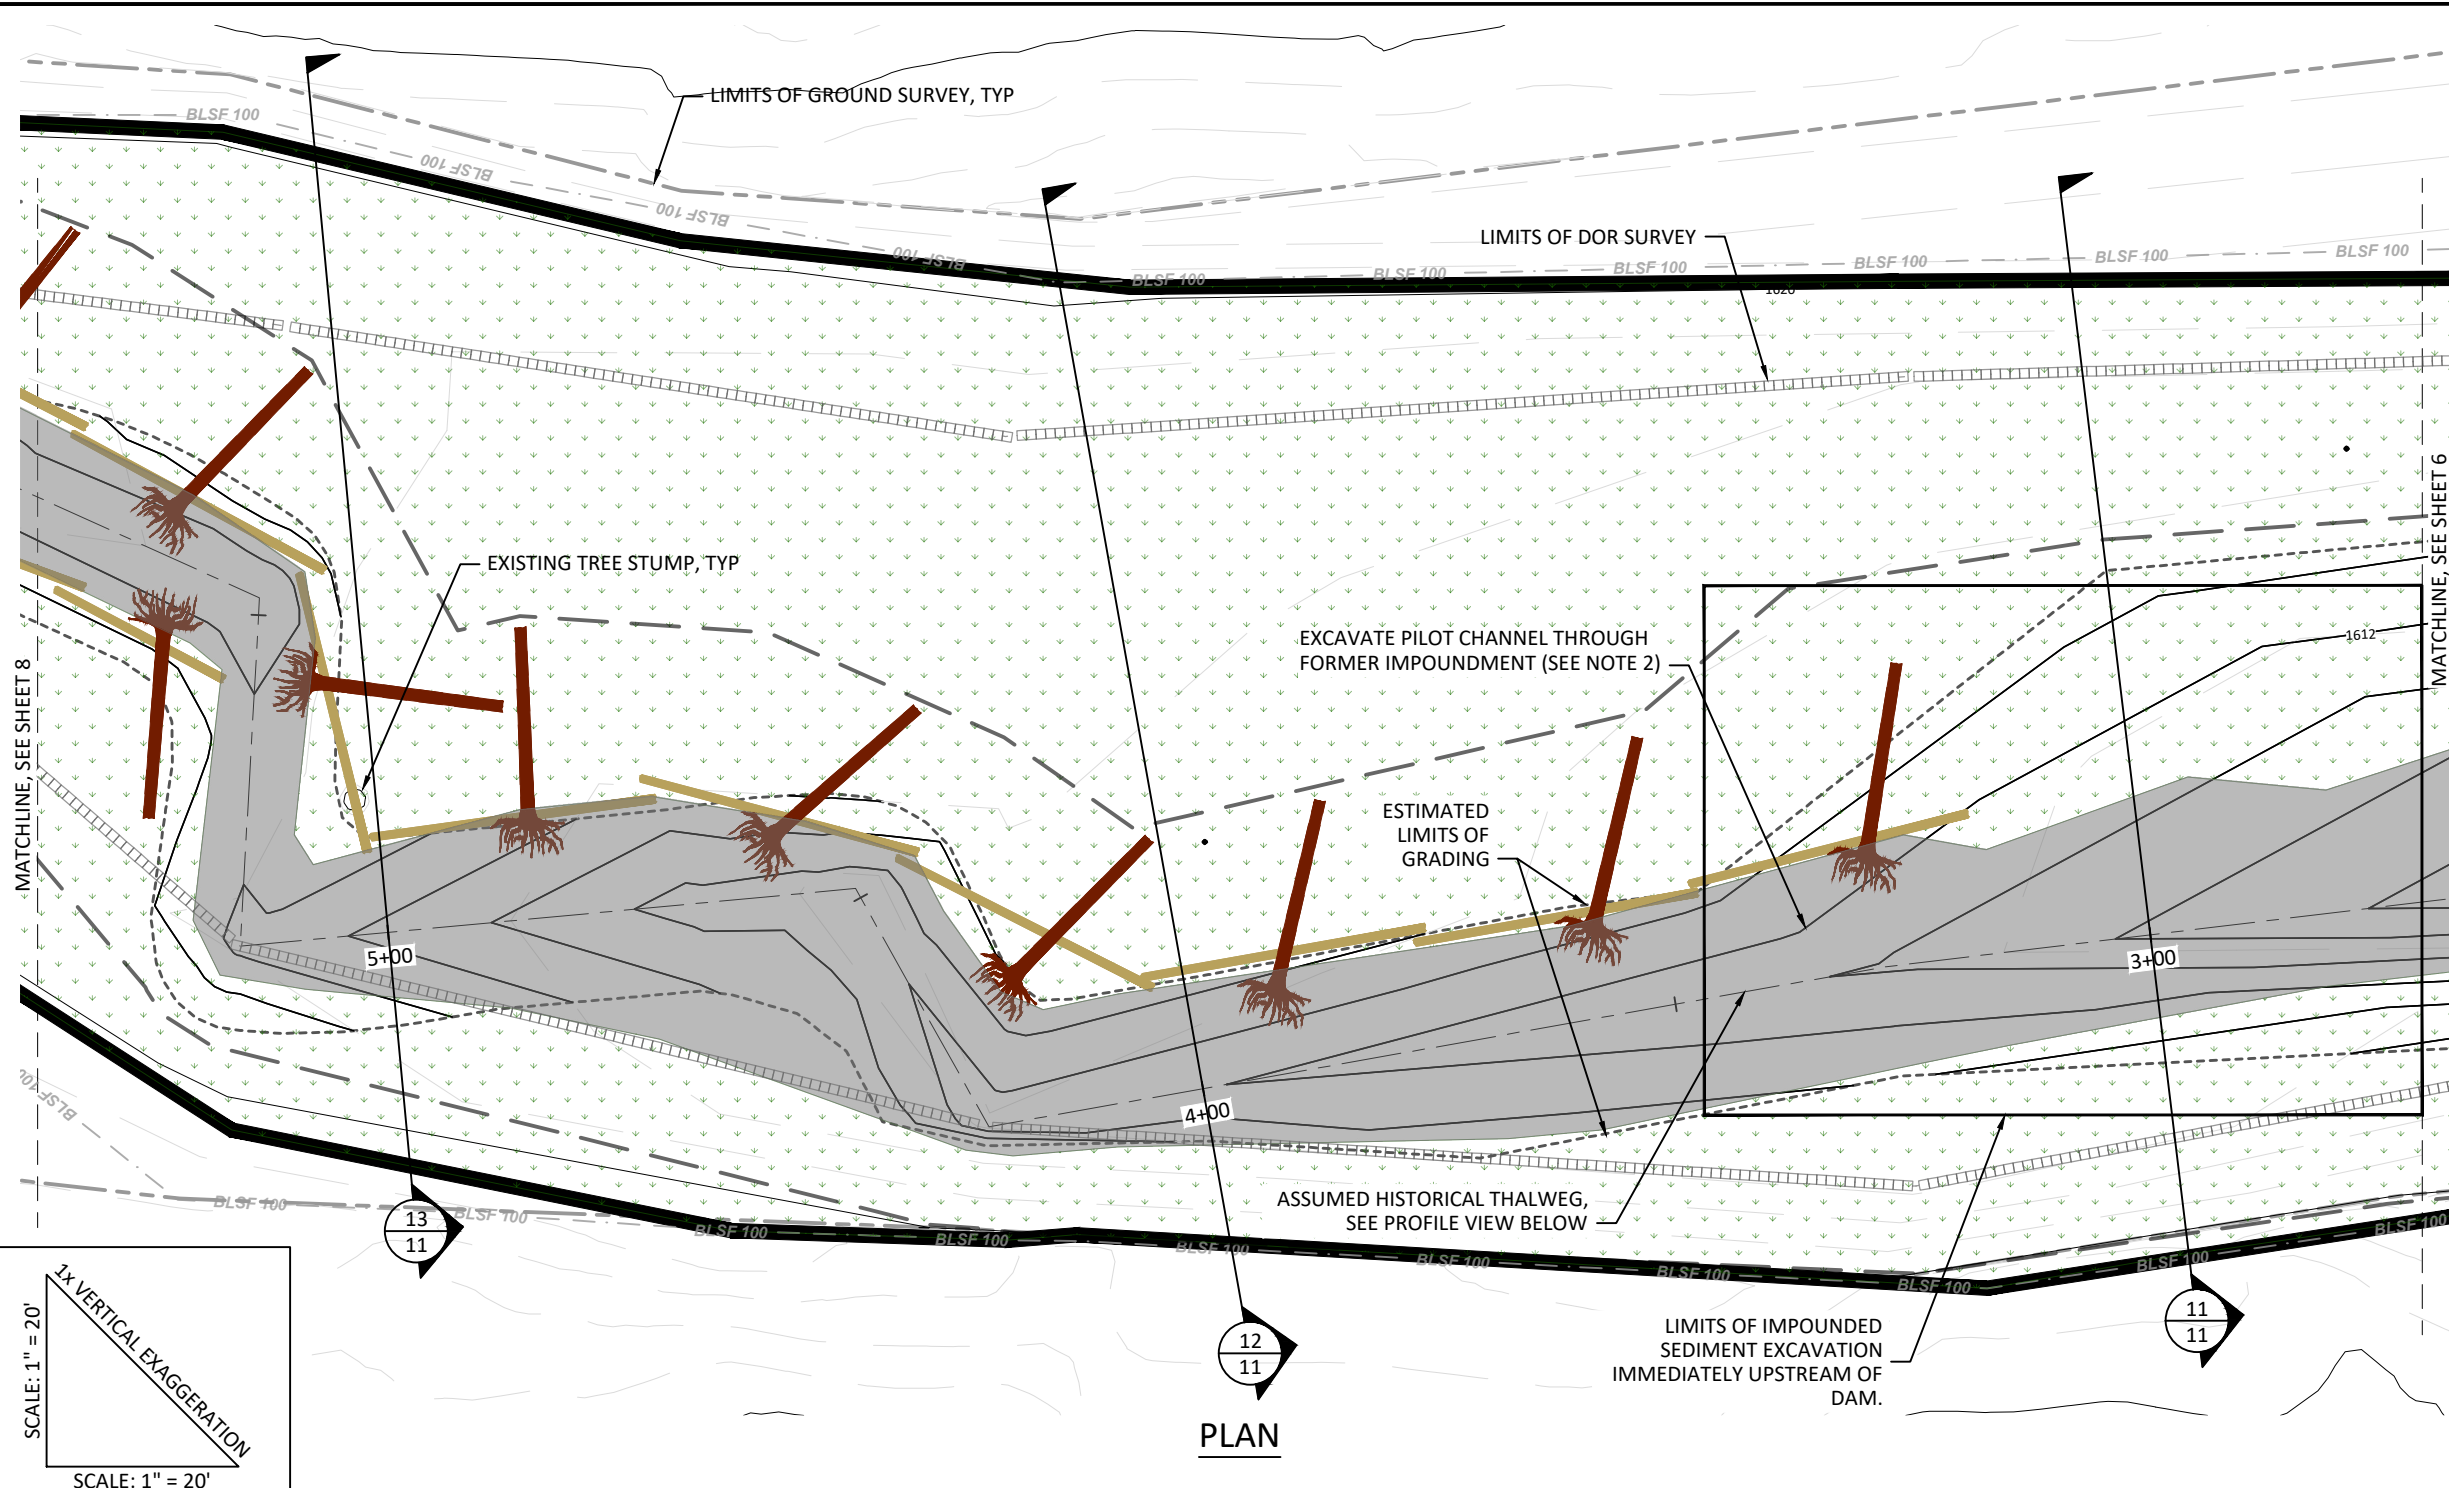 LIMITS OF GROUND SURVEY, TYP
BLSF 100
BLSF 100
BLSF 100
BLSF 100
BLSF 100
BLSF 100
BLSF 100
BLSF 100
BLSF 100
BLSF 100
LIMITS OF DOR SURVEY
1620
EXISTING TREE STUMP, TYP
EXCAVATE PILOT CHANNEL THROUGH
FORMER IMPOUNDMENT (SEE NOTE 2)
1612
MATCHLINE, SEE SHEET 6
MATCHLINE, SEE SHEET 8
ESTIMATED
LIMITS OF
GRADING
5+00
4+00
3+00
ASSUMED HISTORICAL THALWEG,
SEE PROFILE VIEW BELOW
BLSF 100
BLSF 100
BLSF 100
BLSF 100
BLSF 100
BLSF 100
BLSF 100
BLSF 100
BLSF 100
BLSF 100
BLSF 100
13
11
12
11
11
11
LIMITS OF IMPOUNDED
SEDIMENT EXCAVATION
IMMEDIATELY UPSTREAM OF
DAM.
1x VERTICAL EXAGGERATION
SCALE: 1" = 20'
SCALE: 1" = 20'
PLAN